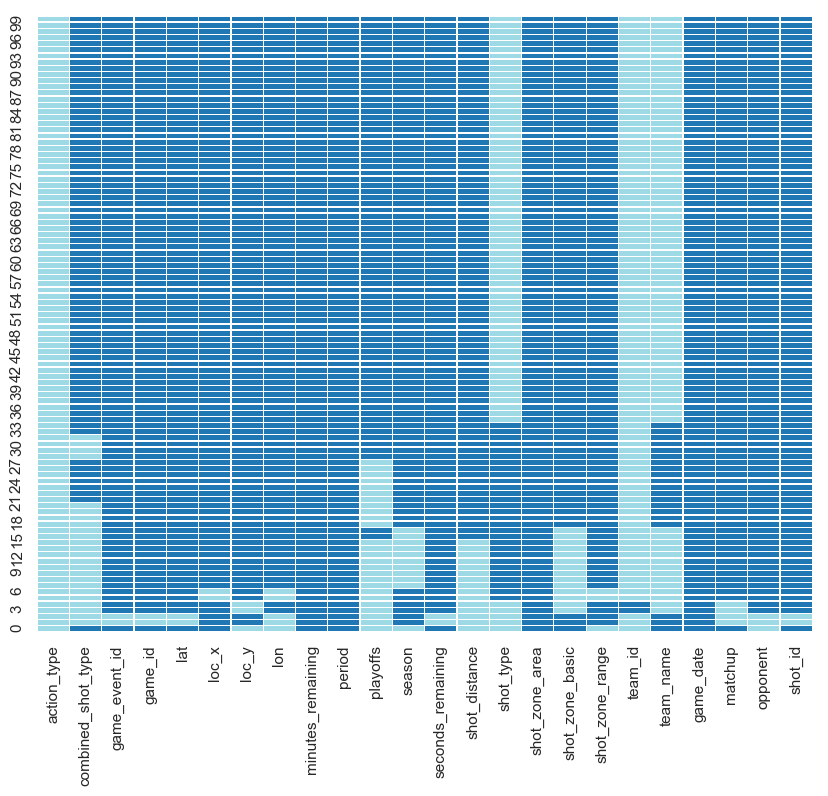 99
96
93
90
87
84
81
78
75
72
69
66
63
60
57
54
51
48
45
42
39
36
33
30
27
24
21
18
15
12
9
6
3
0
action_type
combined_shot_type
game_event_id
game_id
lat
loc_x
loc_y
lon
minutes_remaining
period
playoffs
season
seconds_remaining
shot_distance
shot_type
shot_zone_area
shot_zone_basic
shot_zone_range
team_id
team_name
game_date
matchup
opponent
shot_id